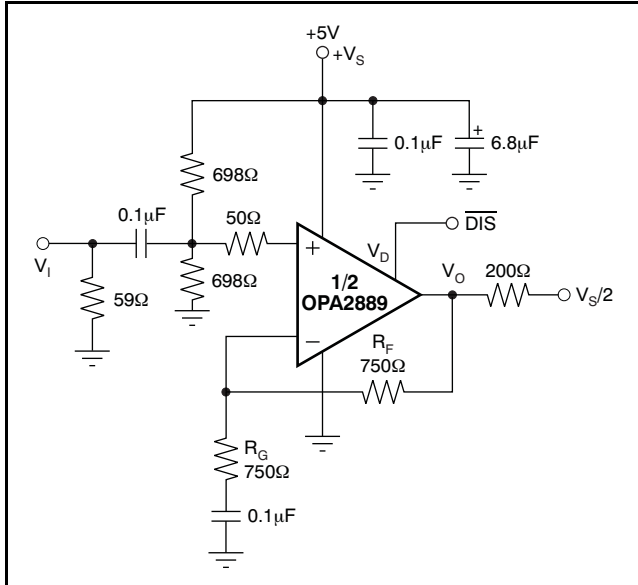 +5V
+V_S
0.1μF
6.8μF
698Ω
0.1μF
50Ω
V_I
59Ω
698Ω
+
1/2
OPA2889
−
V_D
D̅I̅S̅
V_O
200Ω
V_S/2
R_F
750Ω
R_G
750Ω
0.1μF